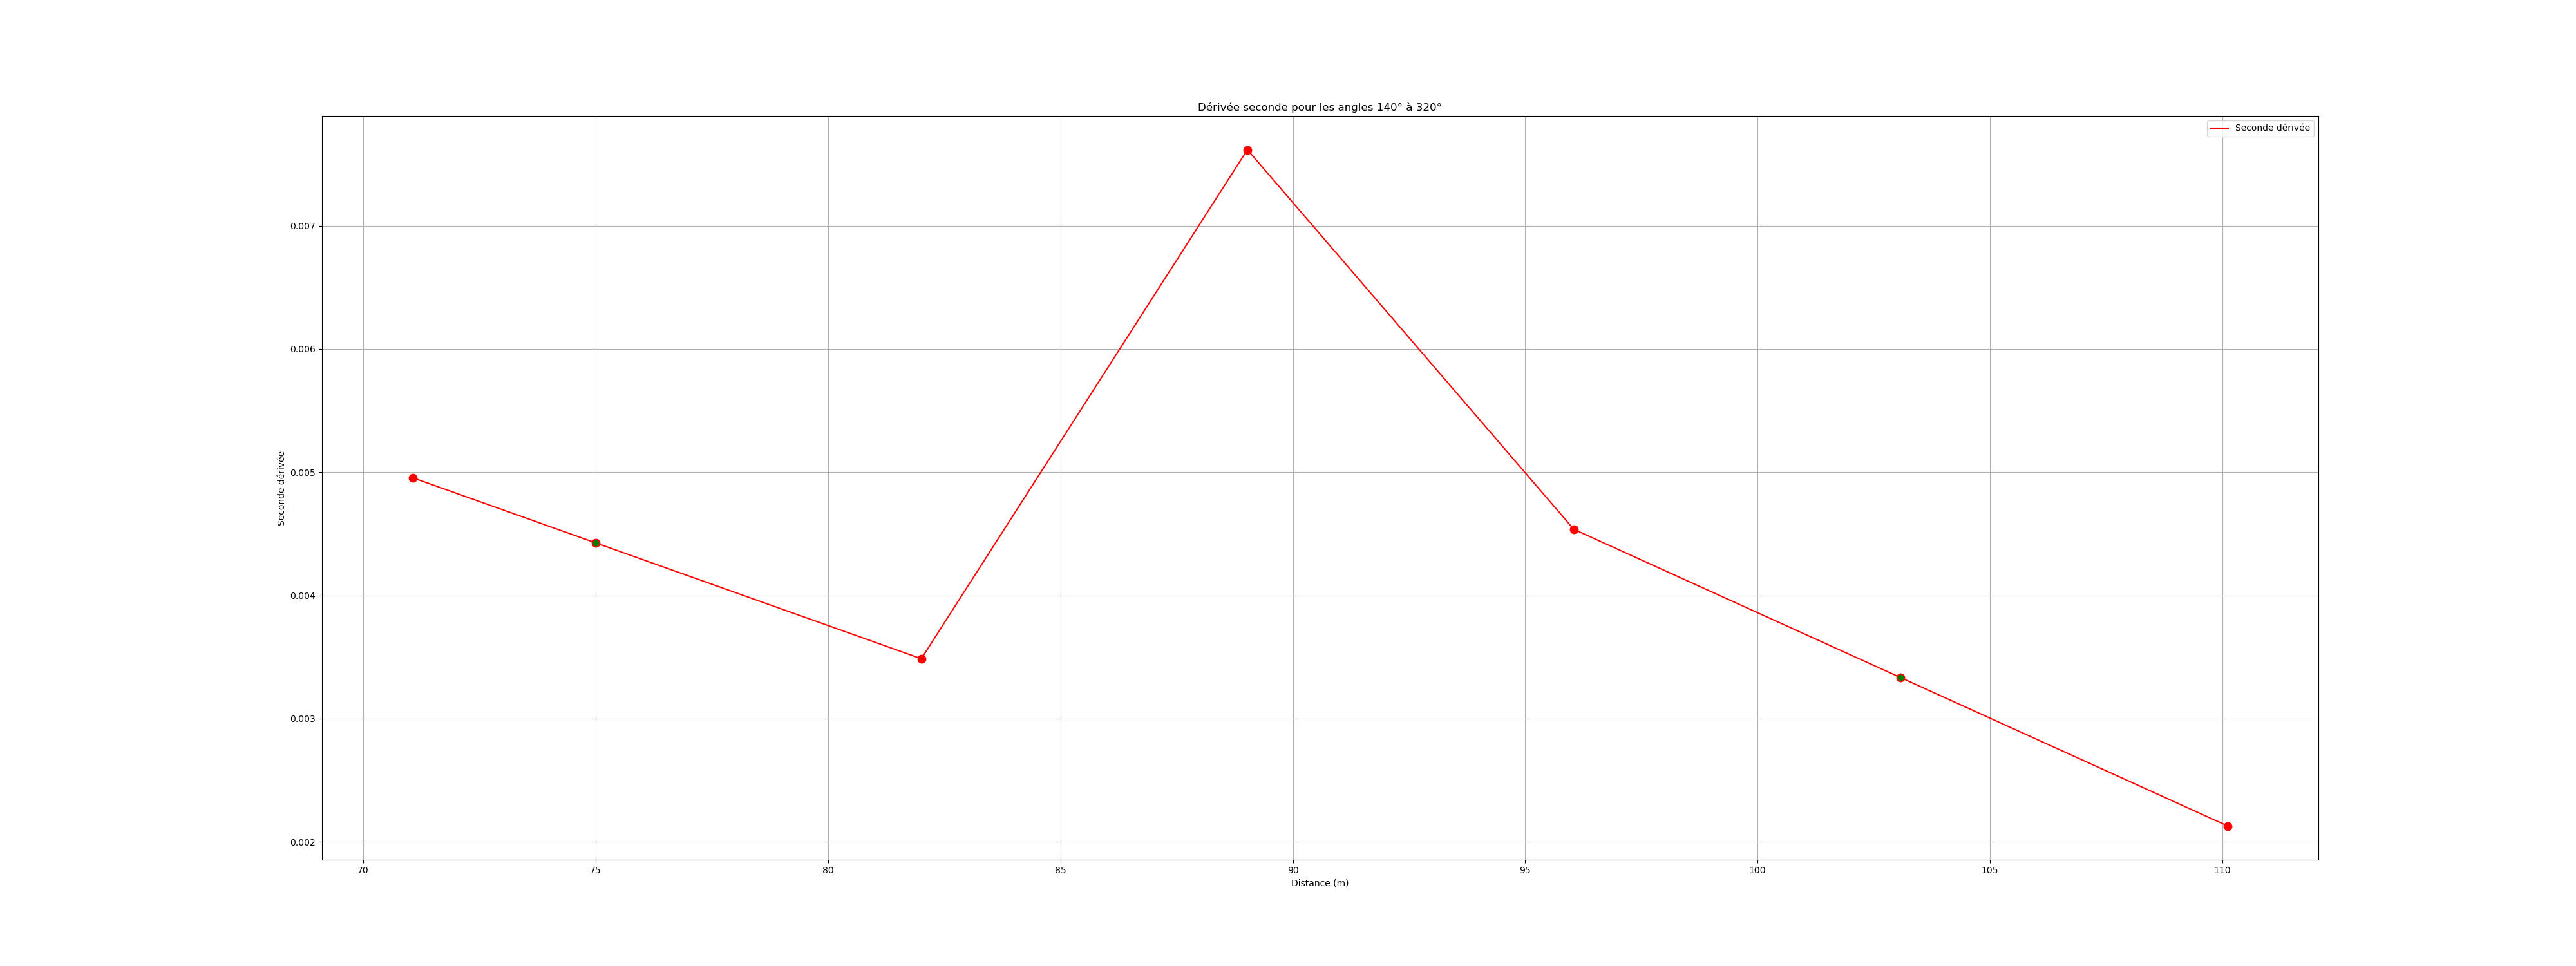 Dérivée seconde pour les angles 140° à 320°
Seconde dérivée
0.007
0.006
0.005
0.004
0.003
0.002
Seconde dérivée
70 75 80 85 90 95 100 105 110
Distance (m)